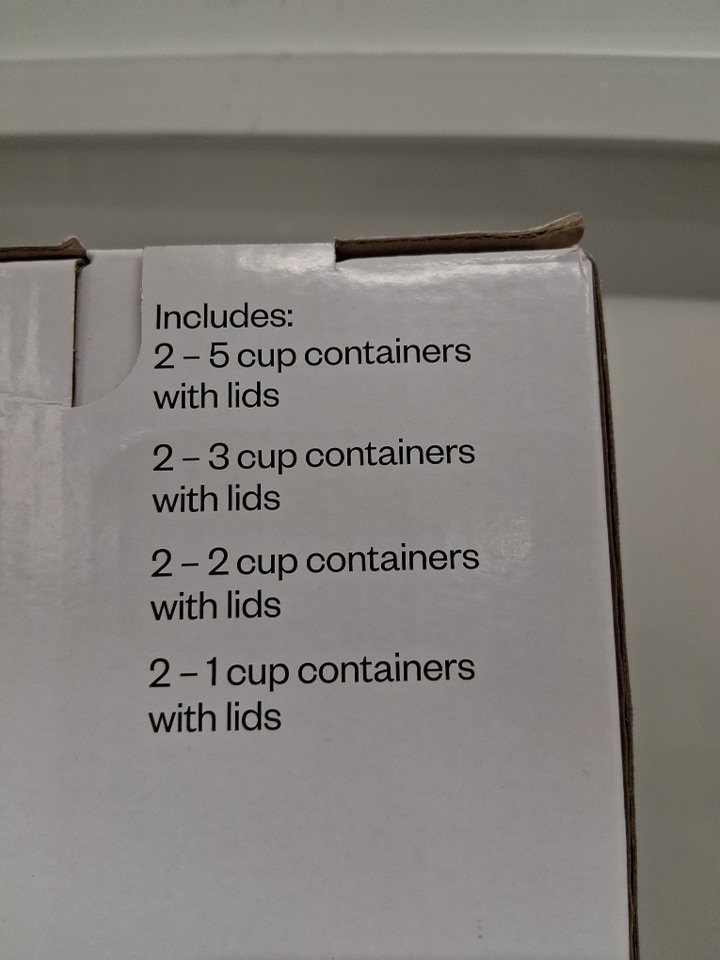 Includes:
2 – 5 cup containers
with lids
2 – 3 cup containers
with lids
2 – 2 cup containers
with lids
2 – 1 cup containers
with lids